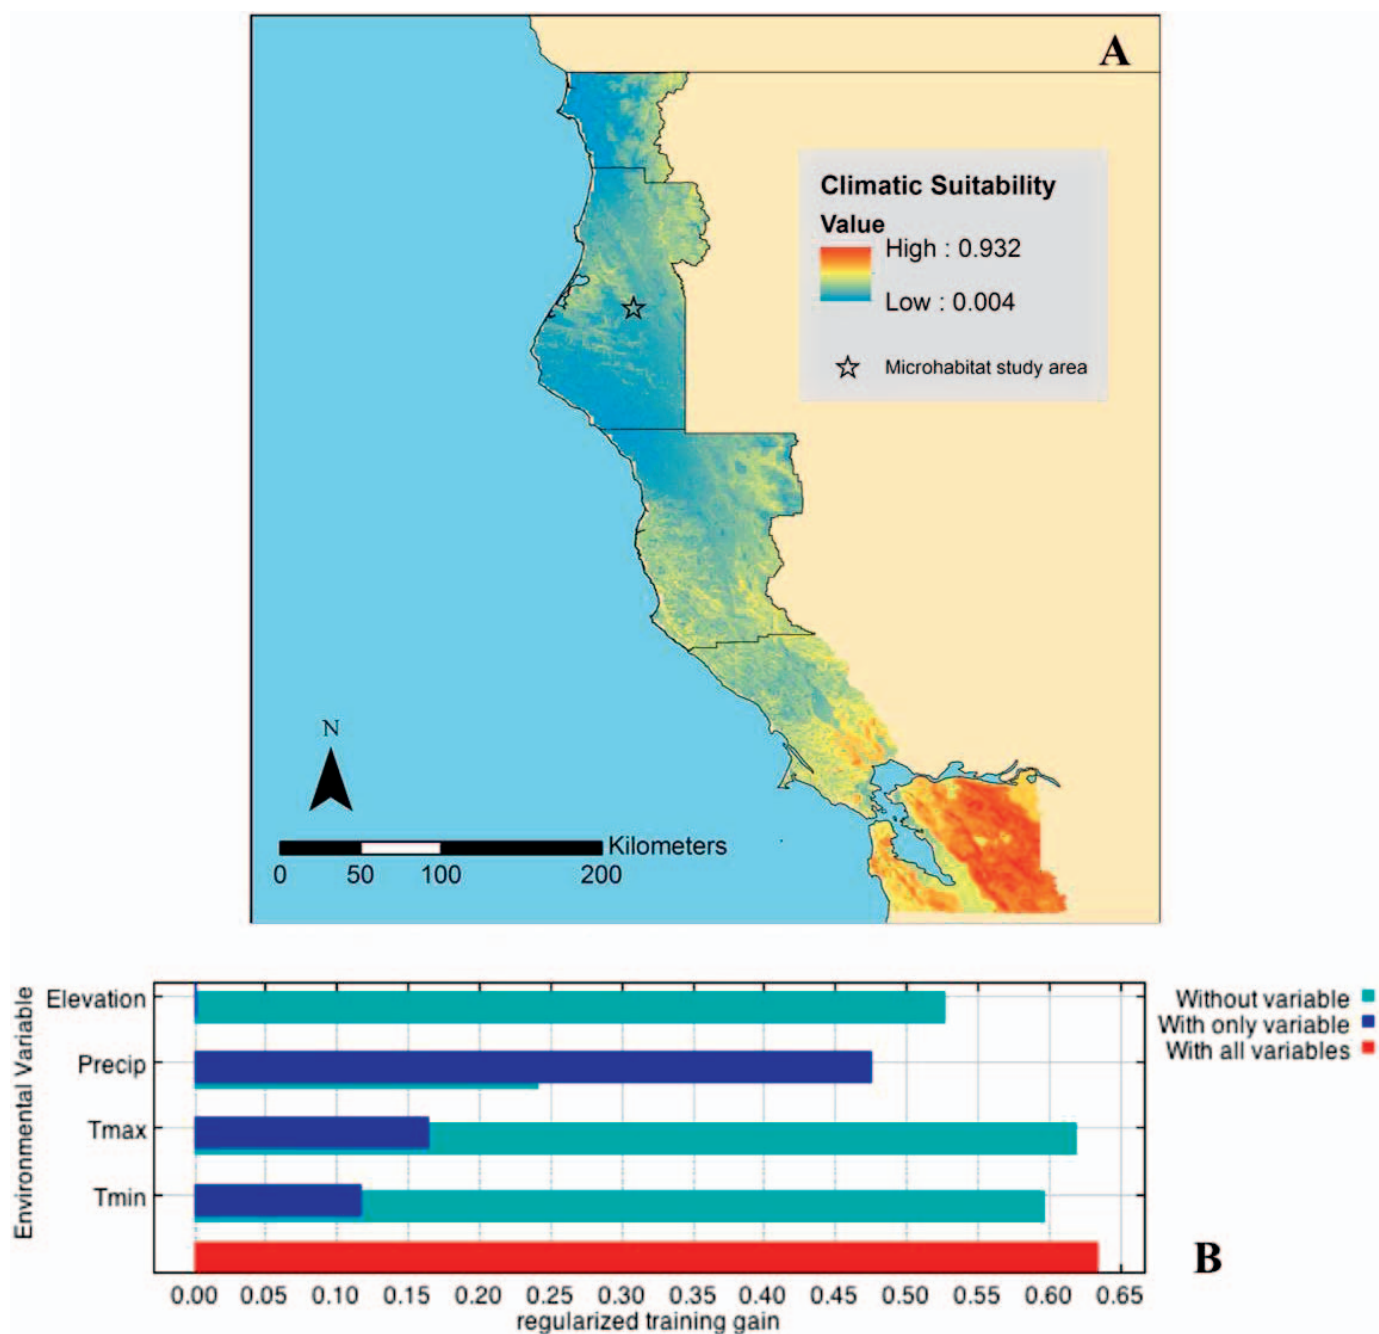 A
Climatic Suitability
Value
High : 0.932
Low : 0.004
Microhabitat study area
N
Kilometers
0 50 100 200
Environmental Variable
Elevation
Precip
Tmax
Tmin
Without variable
With only variable
With all variables
B
0.00 0.05 0.10 0.15 0.20 0.25 0.30 0.35 0.40 0.45 0.50 0.55 0.60 0.65
regularized training gain